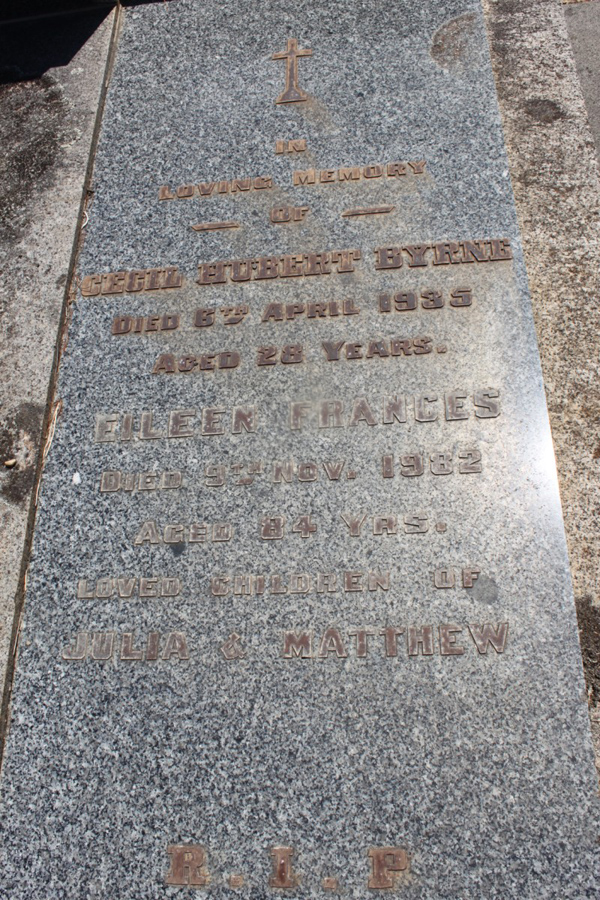 IN
LOVING MEMORY
OF
CECIL HUBERT BYRNE
DIED 6TH APRIL 1935
AGED 28 YEARS.
EILEEN FRANCES
DIED 9TH NOV. 1982
AGED 84 YRS.
LOVED CHILDREN OF
JULIA & MATTHEW
R.I.P